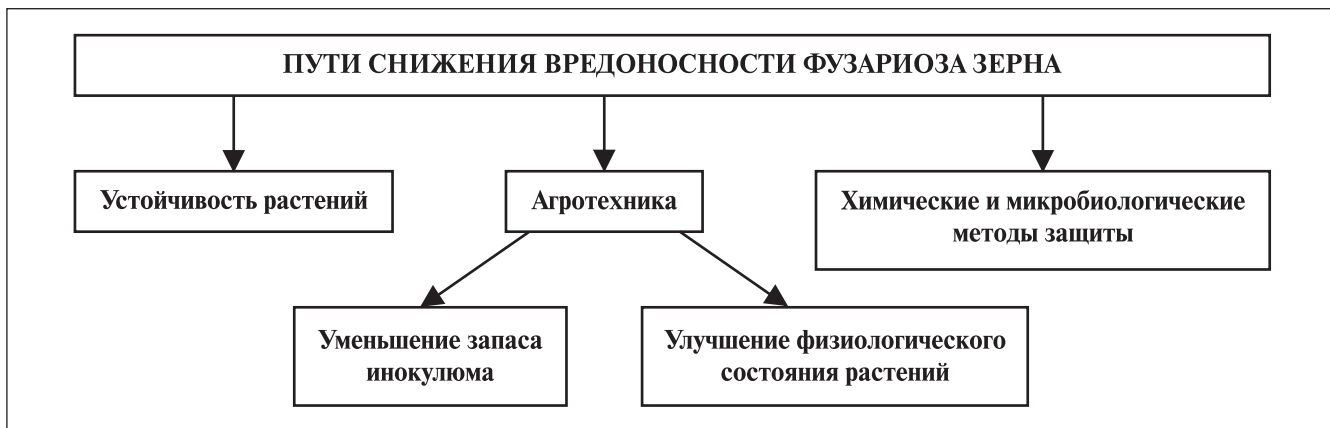 ПУТИ СНИЖЕНИЯ ВРЕДОНОСНОСТИ ФУЗАРИОЗА ЗЕРНА
Устойчивость растений
Агротехника
Химические и микробиологические
методы защиты
Уменьшение запаса
инокулюма
Улучшение физиологического
состояния растений